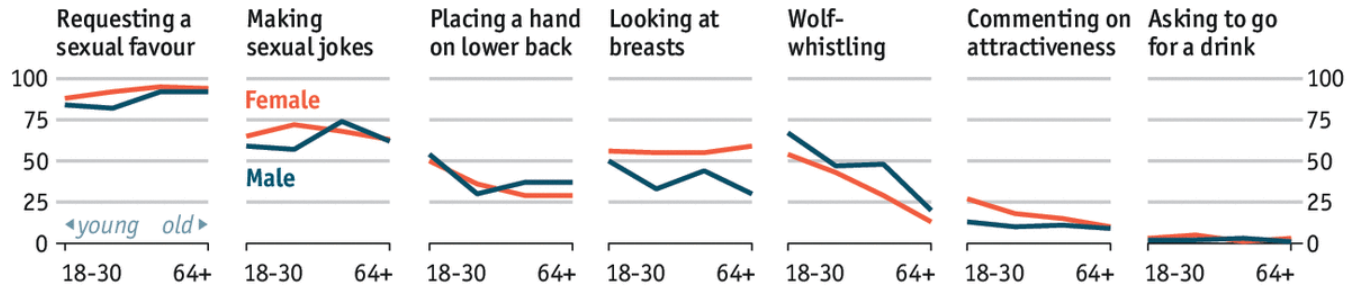 Requesting a
sexual favour
Making
sexual jokes
Placing a hand
on lower back
Looking at
breasts
Wolf-
whistling
Commenting on
attractiveness
Asking to go
for a drink
100
75
50
25
0
Female
Male
◀young old▶
100
75
50
25
0
18-30 64+
18-30 64+
18-30 64+
18-30 64+
18-30 64+
18-30 64+
18-30 64+